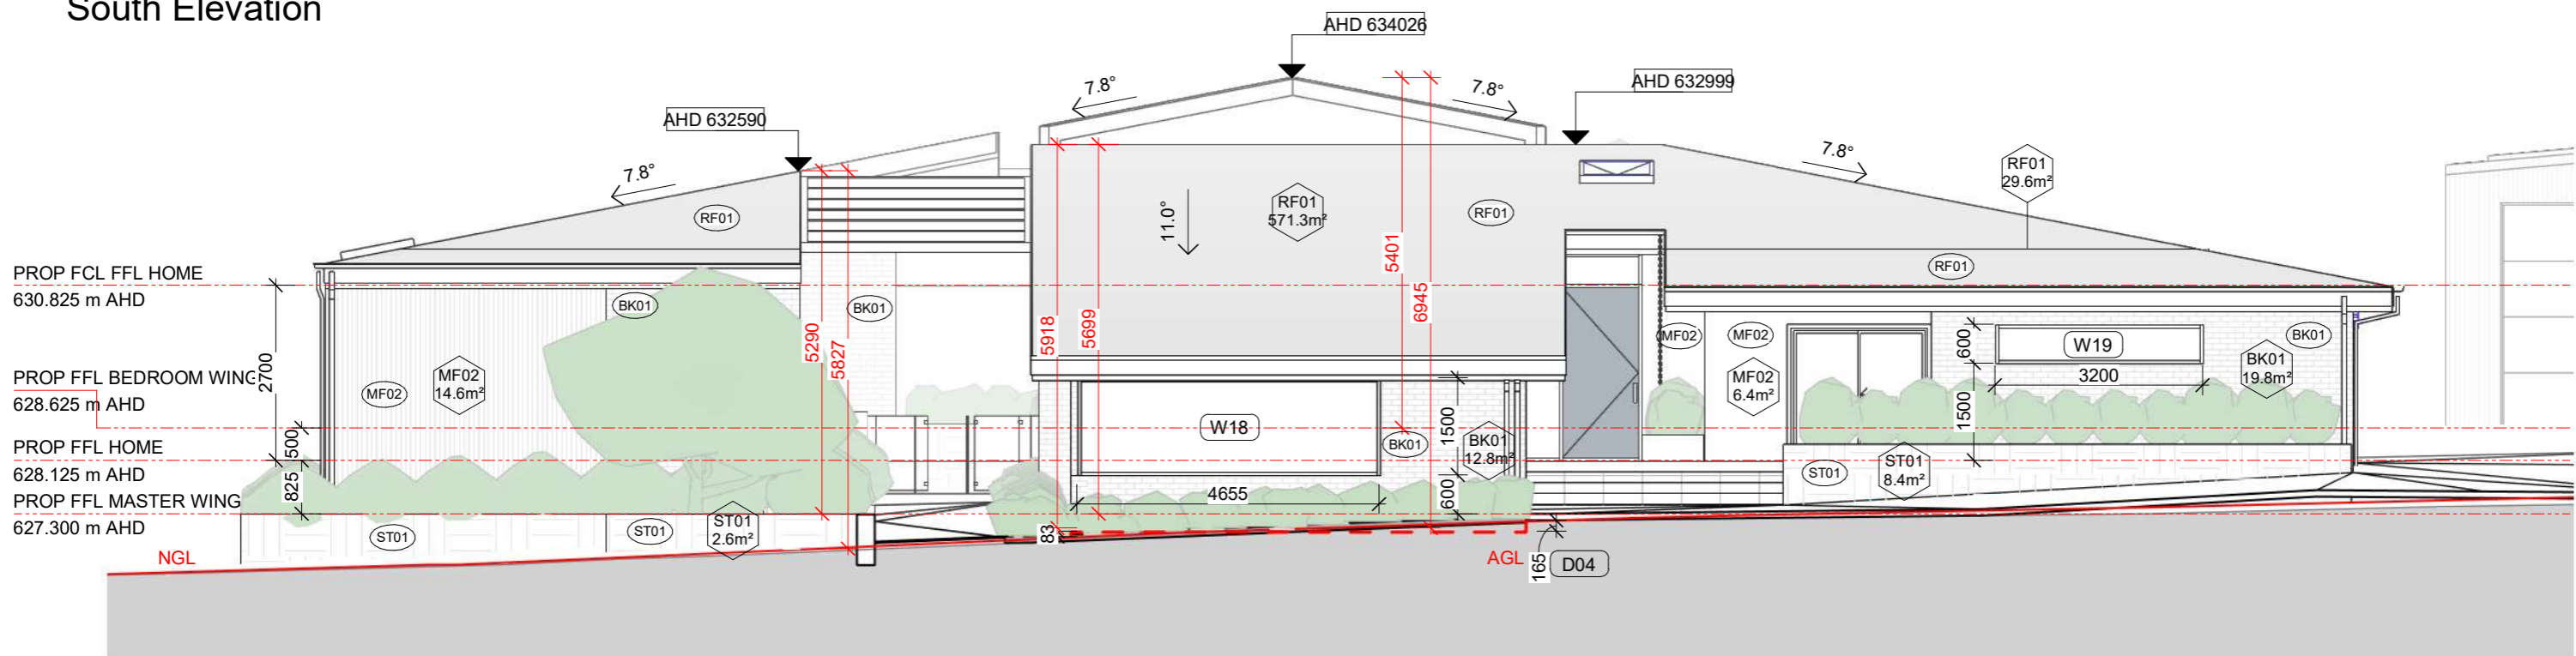 South Elevation
AHD 634026
AHD 632999
AHD 632590
7.8°
7.8°
7.8°
7.8°
RF01
RF01
571.3m²
RF01
RF01
29.6m²
RF01
11.0°
PROP FCL FFL HOME
630.825 m AHD
PROP FFL BEDROOM WING
628.625 m AHD
PROP FFL HOME
628.125 m AHD
PROP FFL MASTER WING
627.300 m AHD
2700
500
825
MF02
MF02
14.6m²
BK01
BK01
5290
5827
5918
5699
5401
6945
W18
4655
BK01
BK01
12.8m²
1500
600
MF02
MF02
MF02
6.4m²
600
W19
3200
1500
BK01
BK01
19.8m²
ST01
ST01
8.4m²
ST01
ST01
ST01
2.6m²
83
165
D04
NGL
AGL